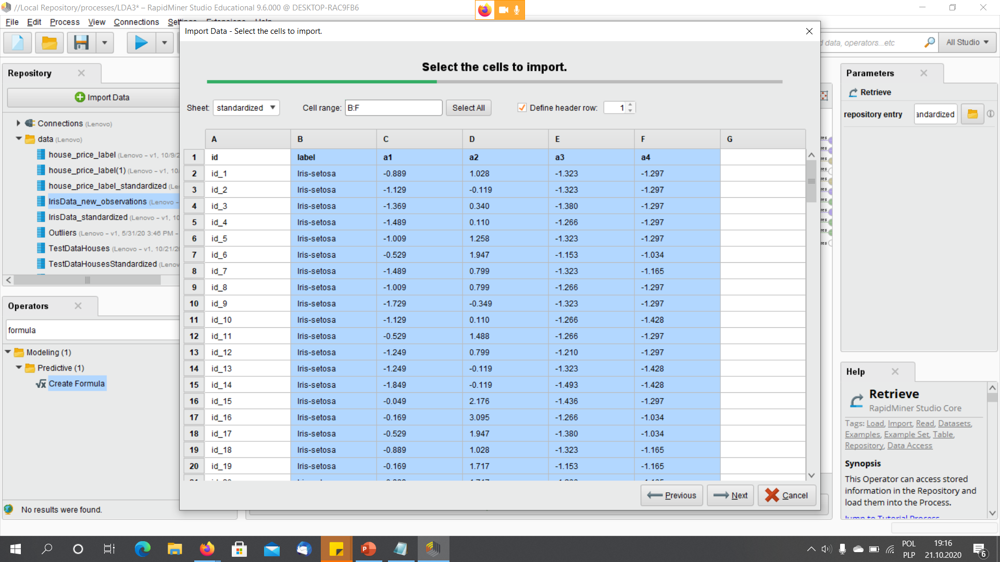 //Local Repository/processes/LDA3* – RapidMiner Studio Educational 9.6.000 @ DESKTOP-RAC9FB6
File Edit Process View Connections
All Studio
data, operators...etc
Repository
Import Data
Connections (Lenovo)
data (Lenovo)
house_price_label (Lenovo – v1, 10/9/2
house_price_label(1) (Lenovo – v1, 10
house_price_label_standardized (Le
IrisData_new_observations (Lenovo –
IrisData_standardized (Lenovo – v1, 10
Outliers (Lenovo – v1, 5/31/20 3:46 PM –
TestDataHouses (Lenovo – v1, 10/21/2
TestDataHousesStandardized (Lenov
Operators
formula
Modeling (1)
Predictive (1)
Create Formula
No results were found.
Import Data - Select the cells to import.
Select the cells to import.
Sheet: standardized Cell range: B:F Select All Define header row: 1
A B C D E F G
1 id label a1 a2 a3 a4
2 id_1 Iris-setosa -0.889 1.028 -1.323 -1.297
3 id_2 Iris-setosa -1.129 -0.119 -1.323 -1.297
4 id_3 Iris-setosa -1.369 0.340 -1.380 -1.297
5 id_4 Iris-setosa -1.489 0.110 -1.266 -1.297
6 id_5 Iris-setosa -1.009 1.258 -1.323 -1.297
7 id_6 Iris-setosa -0.529 1.947 -1.153 -1.034
8 id_7 Iris-setosa -1.489 0.799 -1.323 -1.165
9 id_8 Iris-setosa -1.009 0.799 -1.266 -1.297
10 id_9 Iris-setosa -1.729 -0.349 -1.323 -1.297
11 id_10 Iris-setosa -1.129 0.110 -1.266 -1.428
12 id_11 Iris-setosa -0.529 1.488 -1.266 -1.297
13 id_12 Iris-setosa -1.249 0.799 -1.210 -1.297
14 id_13 Iris-setosa -1.249 -0.119 -1.323 -1.428
15 id_14 Iris-setosa -1.849 -0.119 -1.493 -1.428
16 id_15 Iris-setosa -0.049 2.176 -1.436 -1.297
17 id_16 Iris-setosa -0.169 3.095 -1.266 -1.034
18 id_17 Iris-setosa -0.529 1.947 -1.380 -1.034
19 id_18 Iris-setosa -0.889 1.028 -1.323 -1.165
20 id_19 Iris-setosa -0.169 1.717 -1.153 -1.165
Previous Next Cancel
Parameters
Retrieve
repository entry andardized
Help
Retrieve
RapidMiner Studio Core
Tags: Load, Import, Read, Datasets,
Examples, Example Set, Table,
Repository, Data Access
Synopsis
This Operator can access stored
information in the Repository and
load them into the Process.
POL
PLP
19:16
21.10.2020
6